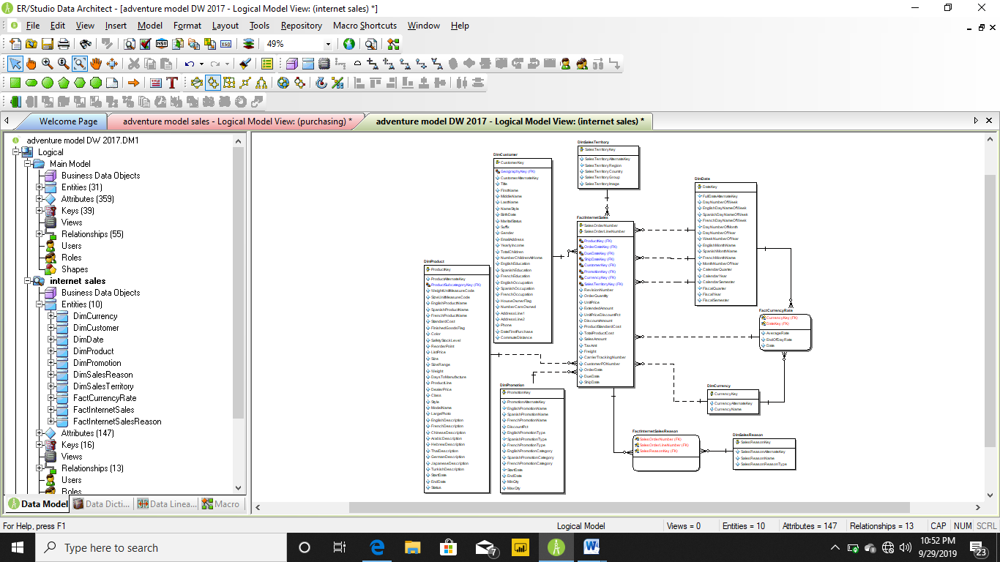 ER/Studio Data Architect - [adventure model DW 2017 - Logical Model View: (internet sales) *]
File Edit View Insert Model Format Layout Tools Repository Macro Shortcuts Window Help
49%
Welcome Page
adventure model sales - Logical Model View: (purchasing) *
adventure model DW 2017 - Logical Model View: (internet sales) *
adventure model DW 2017.DM1
Logical
Main Model
Business Data Objects
Entities (31)
Attributes (359)
Keys (39)
Views
Relationships (55)
Users
Roles
Shapes
internet sales
Business Data Objects
Entities (10)
DimCurrency
DimCustomer
DimDate
DimProduct
DimPromotion
DimSalesReason
DimSalesTerritory
FactCurrencyRate
FactInternetSales
FactInternetSalesReason
Attributes (147)
Keys (16)
Views
Relationships (13)
Users
Roles
Data Model
Data Dicti...
Data Linea...
Macro
DimProduct
ProductKey
ProductAlternateKey
ProductSubcategoryKey (FK)
WeightUnitMeasureCode
SizeUnitMeasureCode
EnglishProductName
SpanishProductName
FrenchProductName
StandardCost
FinishedGoodsFlag
Color
SafetyStockLevel
ReorderPoint
ListPrice
Size
SizeRange
Weight
DaysToManufacture
ProductLine
DealerPrice
Class
Style
ModelName
LargePhoto
EnglishDescription
FrenchDescription
ChineseDescription
ArabicDescription
HebrewDescription
ThaiDescription
GermanDescription
JapaneseDescription
TurkishDescription
StartDate
EndDate
Status
DimCustomer
CustomerKey
GeographyKey (FK)
CustomerAlternateKey
Title
FirstName
MiddleName
LastName
NameStyle
BirthDate
MaritalStatus
Suffix
Gender
EmailAddress
YearlyIncome
TotalChildren
NumberChildrenAtHome
EnglishEducation
SpanishEducation
FrenchEducation
EnglishOccupation
SpanishOccupation
FrenchOccupation
HouseOwnerFlag
NumberCarsOwned
AddressLine1
AddressLine2
Phone
DateFirstPurchase
CommuteDistance
DimPromotion
PromotionKey
PromotionAlternateKey
EnglishPromotionName
SpanishPromotionName
FrenchPromotionName
DiscountPct
EnglishPromotionType
SpanishPromotionType
FrenchPromotionType
EnglishPromotionCategory
SpanishPromotionCategory
FrenchPromotionCategory
StartDate
EndDate
MinQty
MaxQty
DimSalesTerritory
SalesTerritoryKey
SalesTerritoryAlternateKey
SalesTerritoryRegion
SalesTerritoryCountry
SalesTerritoryGroup
SalesTerritoryImage
FactInternetSales
SalesOrderNumber
SalesOrderLineNumber
ProductKey (FK)
OrderDateKey (FK)
DueDateKey (FK)
ShipDateKey (FK)
CustomerKey (FK)
PromotionKey (FK)
CurrencyKey (FK)
SalesTerritoryKey (FK)
RevisionNumber
OrderQuantity
UnitPrice
ExtendedAmount
UnitPriceDiscountPct
DiscountAmount
ProductStandardCost
TotalProductCost
SalesAmount
TaxAmt
Freight
CarrierTrackingNumber
CustomerPONumber
OrderDate
DueDate
ShipDate
DimDate
DateKey
FullDateAlternateKey
DayNumberOfWeek
EnglishDayNameOfWeek
SpanishDayNameOfWeek
FrenchDayNameOfWeek
DayNumberOfMonth
DayNumberOfYear
WeekNumberOfYear
EnglishMonthName
SpanishMonthName
FrenchMonthName
MonthNumberOfYear
CalendarQuarter
CalendarYear
CalendarSemester
FiscalQuarter
FiscalYear
FiscalSemester
FactCurrencyRate
CurrencyKey (FK)
DateKey (FK)
AverageRate
EndOfDayRate
Date
DimCurrency
CurrencyKey
CurrencyAlternateKey
CurrencyName
FactInternetSalesReason
SalesOrderNumber (FK)
SalesOrderLineNumber (FK)
SalesReasonKey (FK)
DimSalesReason
SalesReasonKey
SalesReasonAlternateKey
SalesReasonName
SalesReasonReasonType
For Help, press F1
Logical Model
Views = 0
Entities = 10
Attributes = 147
Relationships = 13
CAP NUM SCRL
Type here to search
7
10:52 PM
9/29/2019
23